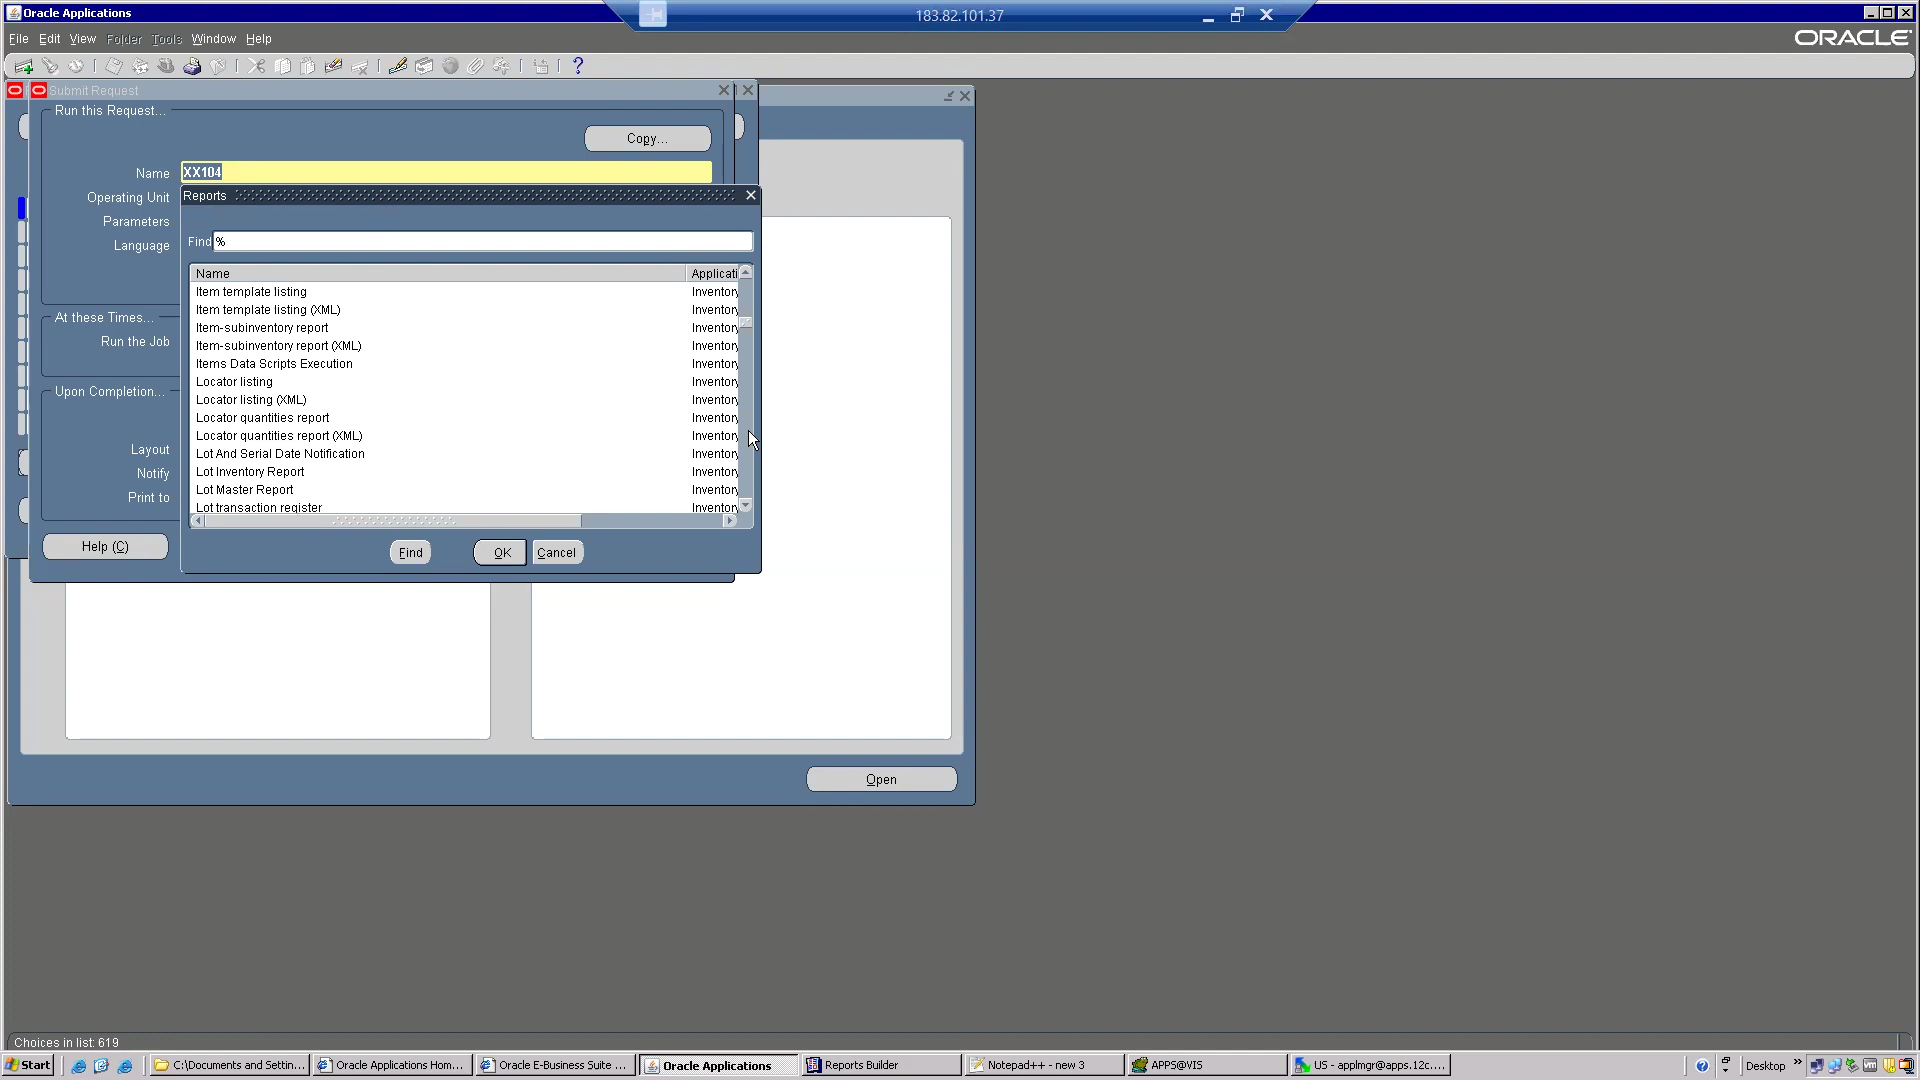 Oracle Applications
183.82.101.37
File Edit View Folder Tools Window Help
ORACLE
Submit Request
Run this Request...
Copy...
Name XX104
Operating Unit
Parameters
Language
At these Times...
Run the Job
Upon Completion...
Layout
Notify
Print to
Help (C)
Reports
Find %
Name Applicati
Item template listing Inventory
Item template listing (XML) Inventory
Item-subinventory report Inventory
Item-subinventory report (XML) Inventory
Items Data Scripts Execution Inventory
Locator listing Inventory
Locator listing (XML) Inventory
Locator quantities report Inventory
Locator quantities report (XML) Inventory
Lot And Serial Date Notification Inventory
Lot Inventory Report Inventory
Lot Master Report Inventory
Lot transaction register Inventory
Find OK Cancel
Open
Choices in list: 619
Start C:\Documents and Settin... Oracle Applications Hom... Oracle E-Business Suite ... Oracle Applications Reports Builder Notepad++ - new 3 APPS@VIS US - applmgr@apps.12c.... Desktop »